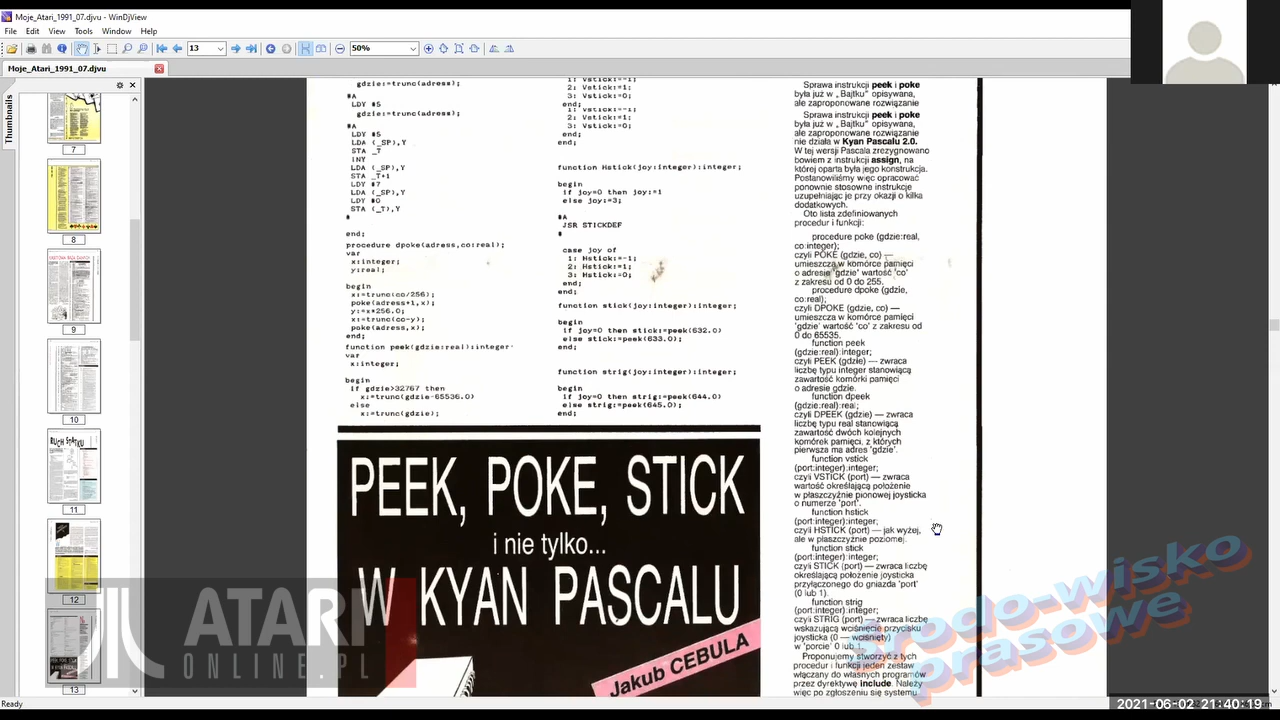 Moje_Atari_1991_07.djvu - WinDjView
File Edit View Tools Window Help
13
50%
Moje_Atari_1991_07.djvu
Thumbnails
7
8
9
10
11
12
13
gdzie:=trunc(adress);
#A
LDY #5
gdzie:=trunc(adress);
#A
LDY #5
LDA (_SP),Y
STA _T
INY
LDA (_SP),Y
STA _T+1
LDY #7
LDA (_SP),Y
LDY #0
STA (_T),Y
#
end;
procedure dpoke(adress,co:real);
var
x:integer;
y:real;
begin
x:=trunc(co/256);
poke(adress+1,x);
y:=x*256.0;
x:=trunc(co-y);
poke(adress,x);
end;
function peek(gdzie:real):integer;
var
x:integer;
begin
if gdzie>32767 then
x:=trunc(gdzie-65536.0)
else
x:=trunc(gdzie);
1: Vstick:=-1;
2: Vstick:=1;
3: Vstick:=0;
end;
1: Vstick:=-1;
2: Vstick:=1;
3: Vstick:=0;
end;
end;
function Hstick(joy:integer):integer;
begin
if joy=0 then joy:=1
else joy:=3;
#A
JSR STICKDEF
#
case joy of
1: Hstick:=-1;
2: Hstick:=1;
3: Hstick:=0;
end;
end;
function stick(joy:integer):integer;
begin
if joy=0 then stick:=peek(632.0)
else stick:=peek(633.0);
end;
function strig(joy:integer):integer;
begin
if joy=0 then strig:=peek(644.0)
else strig:=peek(645.0);
end;
PEEK, POKE, STICK
i nie tylko...
W KYAN PASCALU
Jakub CEBULA
Sprawa instrukcji peek i poke
była już w „Bajtku" opisywana,
ale zaproponowane rozwiązanie
Sprawa instrukcji peek i poke
była już w „Bajtku" opisywana,
ale zaproponowane rozwiązanie
nie działa w Kyan Pascalu 2.0.
W tej wersji Pascala zrezygnowano
bowiem z instrukcji assign, na
której oparta była jego konstrukcja.
Postanowiliśmy więc opracować
ponownie stosowne instrukcje
uzupełniając je przy okazji o kilka
dodatkowych.
Oto lista zdefiniowanych
procedur i funkcji:
procedure poke (gdzie:real,
co:integer);
czyli POKE (gdzie, co) —
umieszcza w komórce pamięci
o adresie 'gdzie' wartość 'co'
z zakresu od 0 do 255.
procedure dpoke (gdzie,
co:real);
czyli DPOKE (gdzie, co) —
umieszcza w komórce pamięci
'gdzie' wartość 'co' z zakresu od
0 do 65535.
function peek
(gdzie:real):integer;
czyli PEEK (gdzie) — zwraca
liczbę typu integer stanowiącą
zawartość komórki pamięci
o adresie gdzie.
function dpeek
(gdzie:real):real;
czyli DPEEK (gdzie) — zwraca
liczbę typu real stanowiącą
zawartość dwóch kolejnych
komórek pamięci, z których
pierwsza ma adres 'gdzie'.
function vstick
(port:integer):integer;
czyli VSTICK (port) — zwraca
wartość określającą położenie
w płaszczyźnie pionowej joysticka
o numerze 'port'.
function hstick
(port:integer):integer;
czyli HSTICK (port) — jak wyżej,
ale w płaszczyźnie poziomej.
function stick
(port:integer):integer;
czyli STICK (port) — zwraca liczbę
określającą położenie joysticka
przyłączonego do gniazda 'port'
(0 lub 1).
function strig
(port:integer):integer;
czyli STRIG (port) — zwraca liczbę
wskazującą wciśnięcie przycisku
joysticka (0 — wciśnięty)
w 'porcie' 0 lub 1.
Proponujemy stworzyć z tych
procedur i funkcji jeden zestaw
włączany do własnych programów
przez dyrektywę include. Należy
więc po zgłoszeniu się systemu
ATARI
ONLINE.PL
prasowe
Ready
2021-06-02 21:40:19